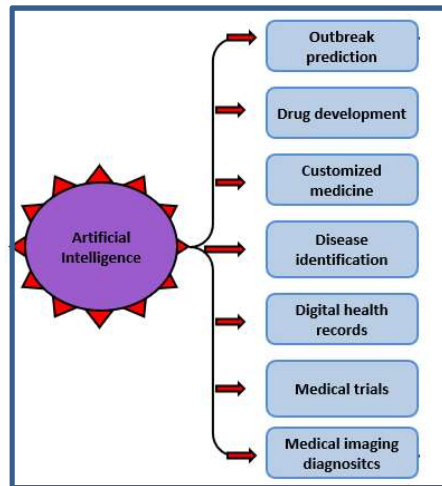 Outbreak
prediction
Drug development
Customized
medicine
Artificial
Intelligence
Disease
identification
Digital health
records
Medical trials
Medical imaging
diagnositcs